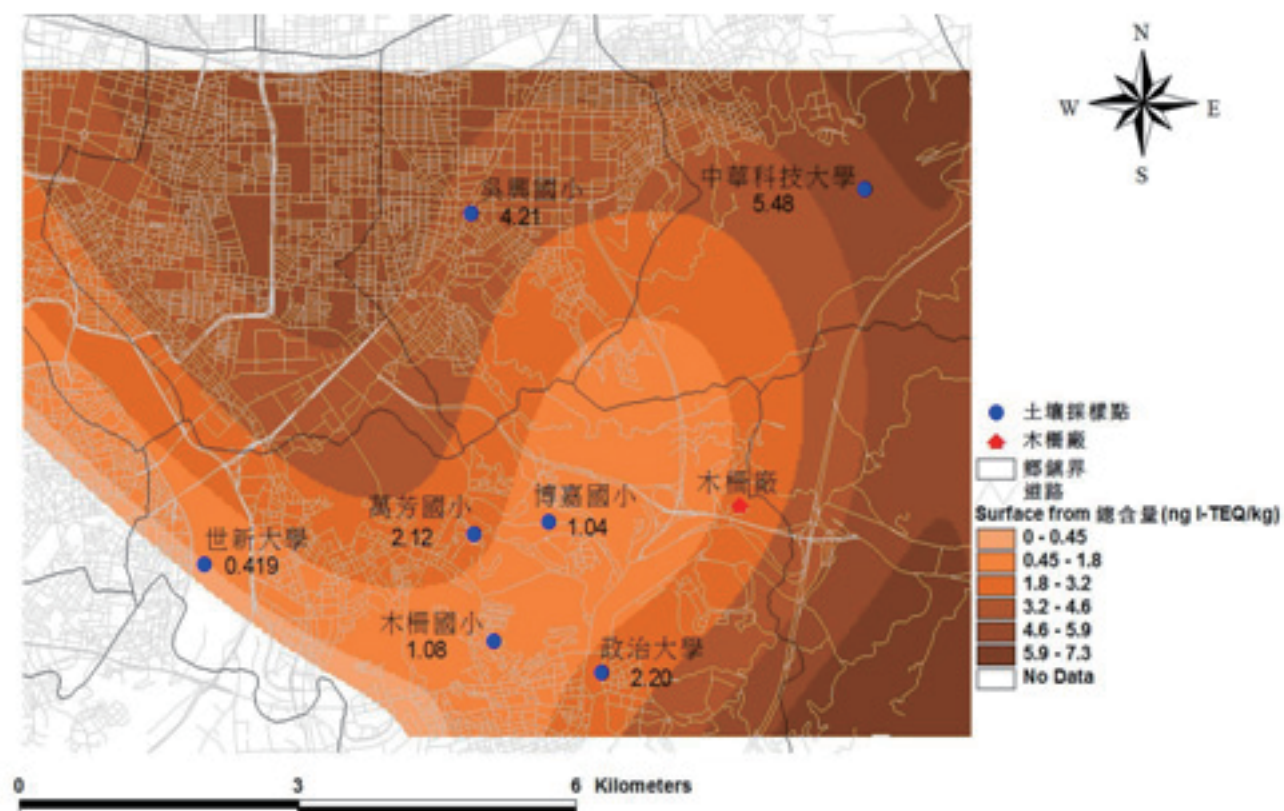 N
W
E
S
吳興國小
4.21
中華科技大學
5.48
木柵廠
博嘉國小
1.04
萬芳國小
2.12
世新大學
0.419
木柵國小
1.08
政治大學
2.20
土壤採樣點
木柵廠
鄉鎮界
道路
Surface from 總含量(ng I-TEQ/kg)
0 - 0.45
0.45 - 1.8
1.8 - 3.2
3.2 - 4.6
4.6 - 5.9
5.9 - 7.3
No Data
0 3 6 Kilometers